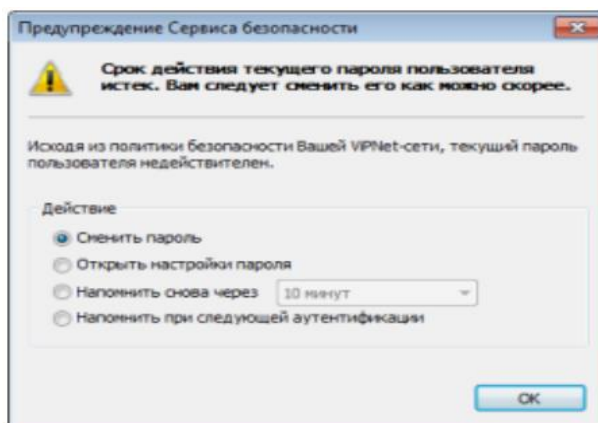 Предупреждение Сервиса безопасности
Срок действия текущего пароля пользователя
истек. Вам следует сменить его как можно скорее.
Исходя из политики безопасности Вашей ViPNet-сети, текущий пароль
пользователя недействителен.
Действие
Сменить пароль
Открыть настройки пароля
Напомнить снова через 10 минут
Напомнить при следующей аутентификации
OK